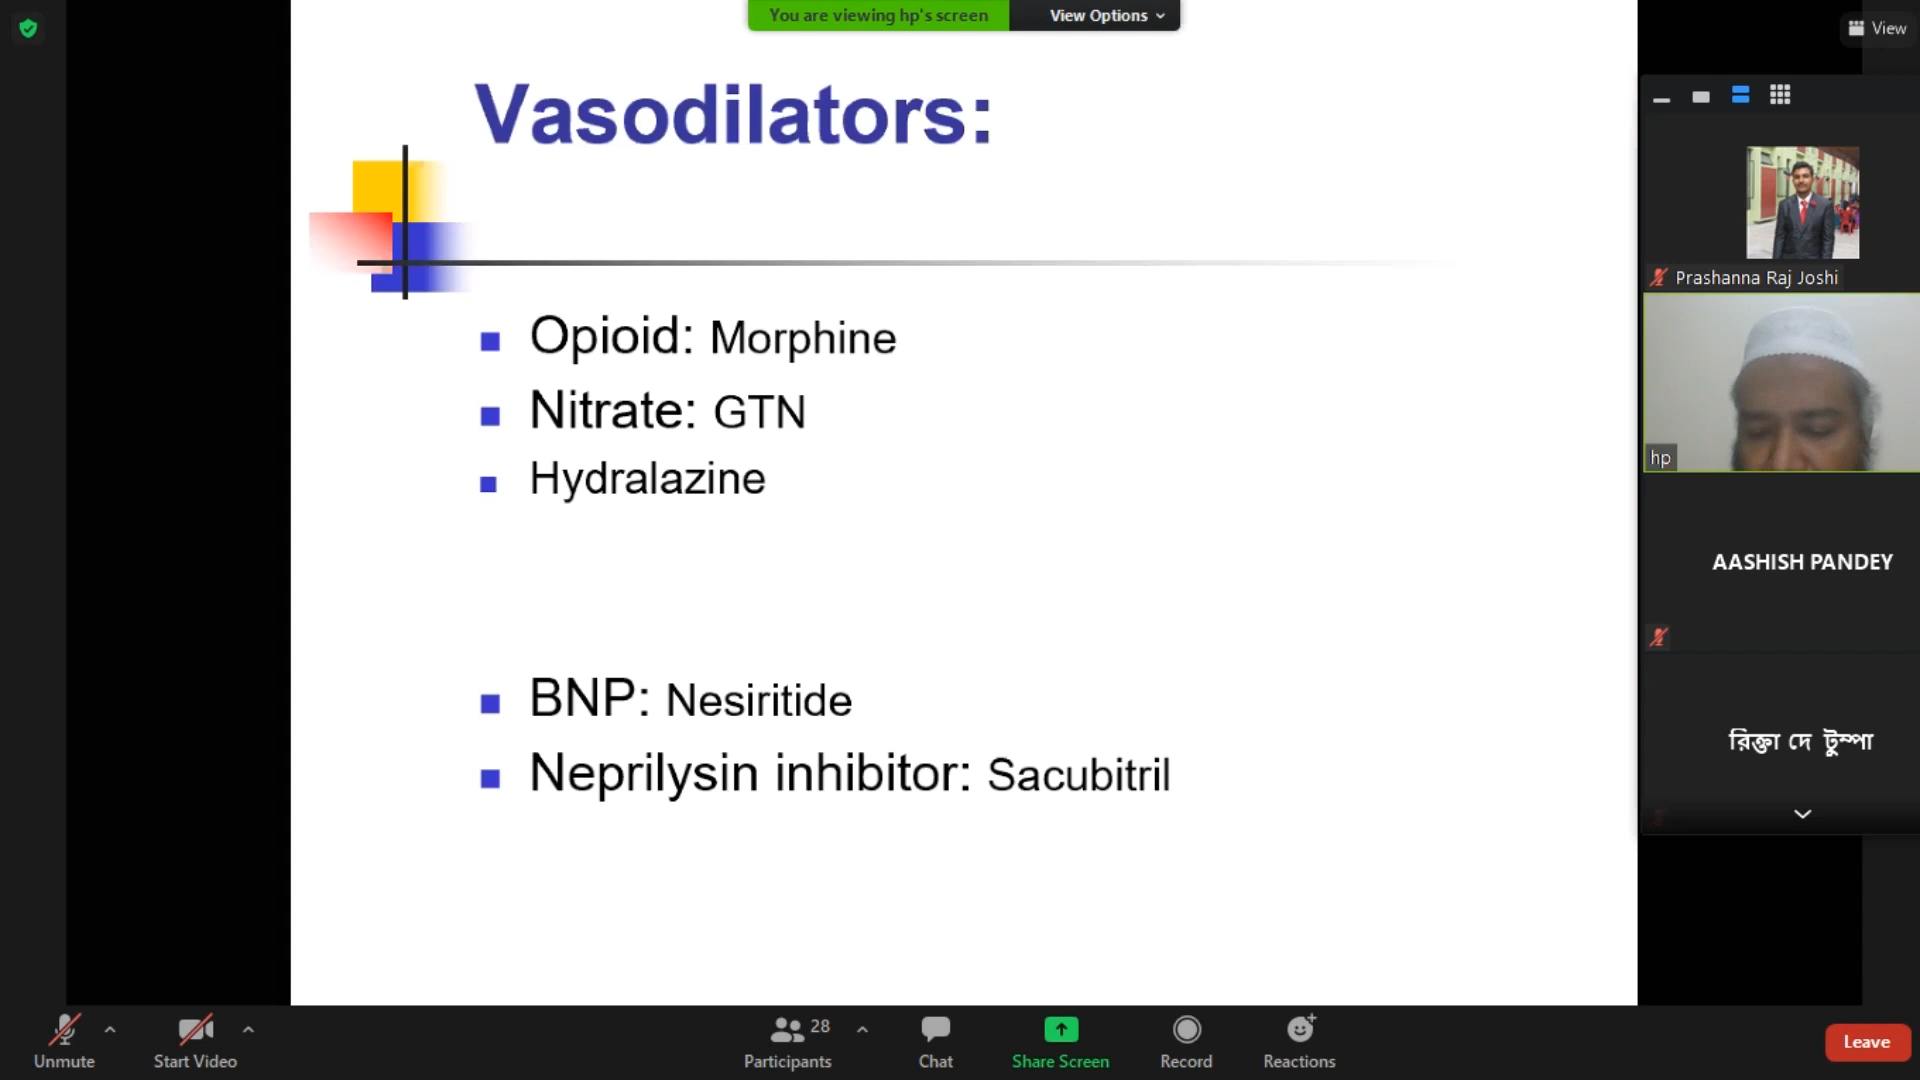 You are viewing hp's screen
View Options
View
Vasodilators:
Opioid: Morphine
Nitrate: GTN
Hydralazine
BNP: Nesiritide
Neprilysin inhibitor: Sacubitril
Prashanna Raj Joshi
hp
AASHISH PANDEY
রিক্তা দে টুম্পা
Unmute
Start Video
28
Participants
Chat
Share Screen
Record
Reactions
Leave